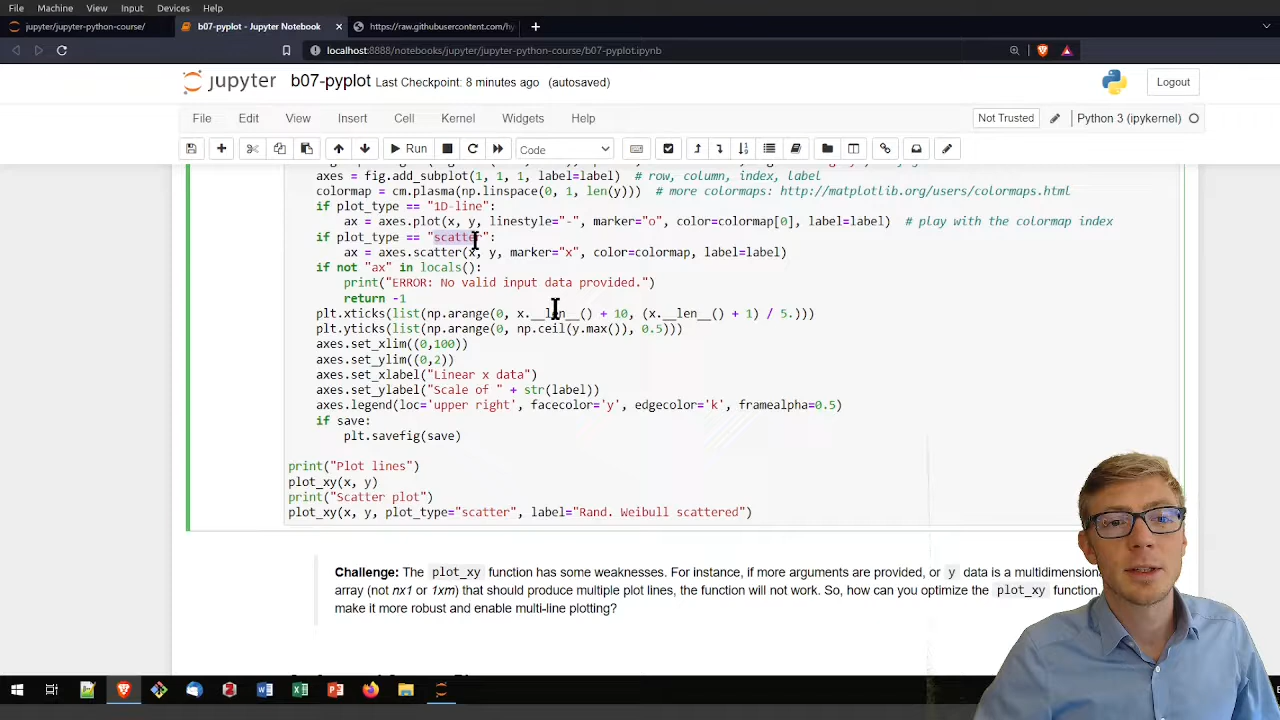 File Machine View Input Devices Help
jupyter/jupyter-python-course/ b07-pyplot - Jupyter Notebook https://raw.githubusercontent.com/hy
localhost:8888/notebooks/jupyter/jupyter-python-course/b07-pyplot.ipynb
jupyter b07-pyplot Last Checkpoint: 8 minutes ago (autosaved) Logout
File Edit View Insert Cell Kernel Widgets Help Not Trusted Python 3 (ipykernel)
Run Code
axes = fig.add_subplot(1, 1, 1, label=label) # row, column, index, label
colormap = cm.plasma(np.linspace(0, 1, len(y))) # more colormaps: http://matplotlib.org/users/colormaps.html
if plot_type == "1D-line":
ax = axes.plot(x, y, linestyle="-", marker="o", color=colormap[0], label=label) # play with the colormap index
if plot_type == "scatter":
ax = axes.scatter(x, y, marker="x", color=colormap, label=label)
if not "ax" in locals():
print("ERROR: No valid input data provided.")
return -1
plt.xticks(list(np.arange(0, x.__len__() + 10, (x.__len__() + 1) / 5.)))
plt.yticks(list(np.arange(0, np.ceil(y.max()), 0.5)))
axes.set_xlim((0,100))
axes.set_ylim((0,2))
axes.set_xlabel("Linear x data")
axes.set_ylabel("Scale of " + str(label))
axes.legend(loc='upper right', facecolor='y', edgecolor='k', framealpha=0.5)
if save:
plt.savefig(save)
print("Plot lines")
plot_xy(x, y)
print("Scatter plot")
plot_xy(x, y, plot_type="scatter", label="Rand. Weibull scattered")
Challenge: The plot_xy function has some weaknesses. For instance, if more arguments are provided, or y data is a multidimension
array (not nx1 or 1xm) that should produce multiple plot lines, the function will not work. So, how can you optimize the plot_xy function,
make it more robust and enable multi-line plotting?